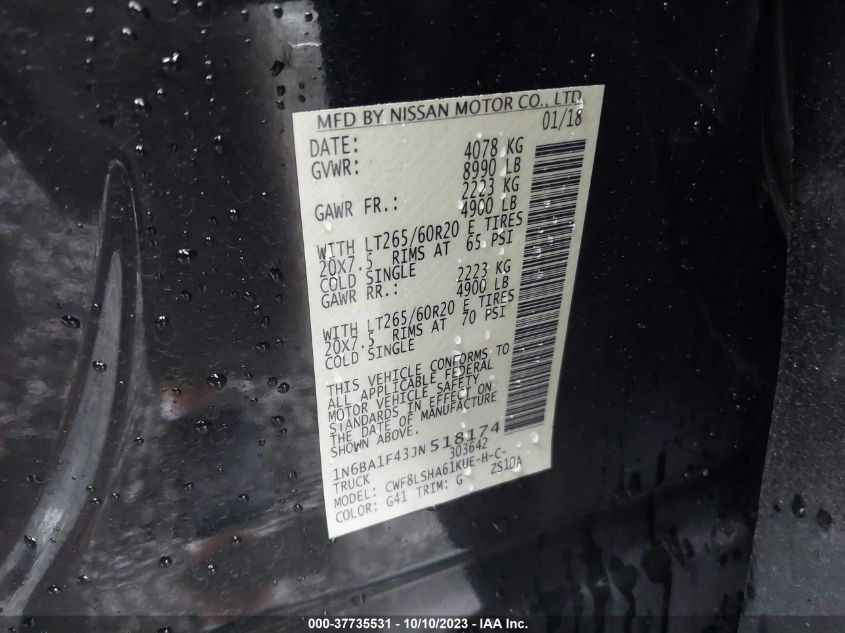 MFD BY NISSAN MOTOR CO., LTD
DATE: 01/18
GVWR: 4078 KG
8990 LB
GAWR FR.: 2223 KG
4900 LB
WITH LT265/60R20 E TIRES
20X7.5 RIMS AT 65 PSI
COLD SINGLE
GAWR RR.: 2223 KG
4900 LB
WITH LT265/60R20 E TIRES
20X7.5 RIMS AT 70 PSI
COLD SINGLE
THIS VEHICLE CONFORMS TO
ALL APPLICABLE FEDERAL
MOTOR VEHICLE SAFETY
STANDARDS IN EFFECT ON
THE DATE OF MANUFACTURE
SHOWN ABOVE.
1N6BA1F43JN518174
TRUCK 303642
MODEL: CWF8LSHA61KUE-H-C-
COLOR: G41 TRIM: G ZS10A
000-37735531 - 10/10/2023 - IAA Inc.